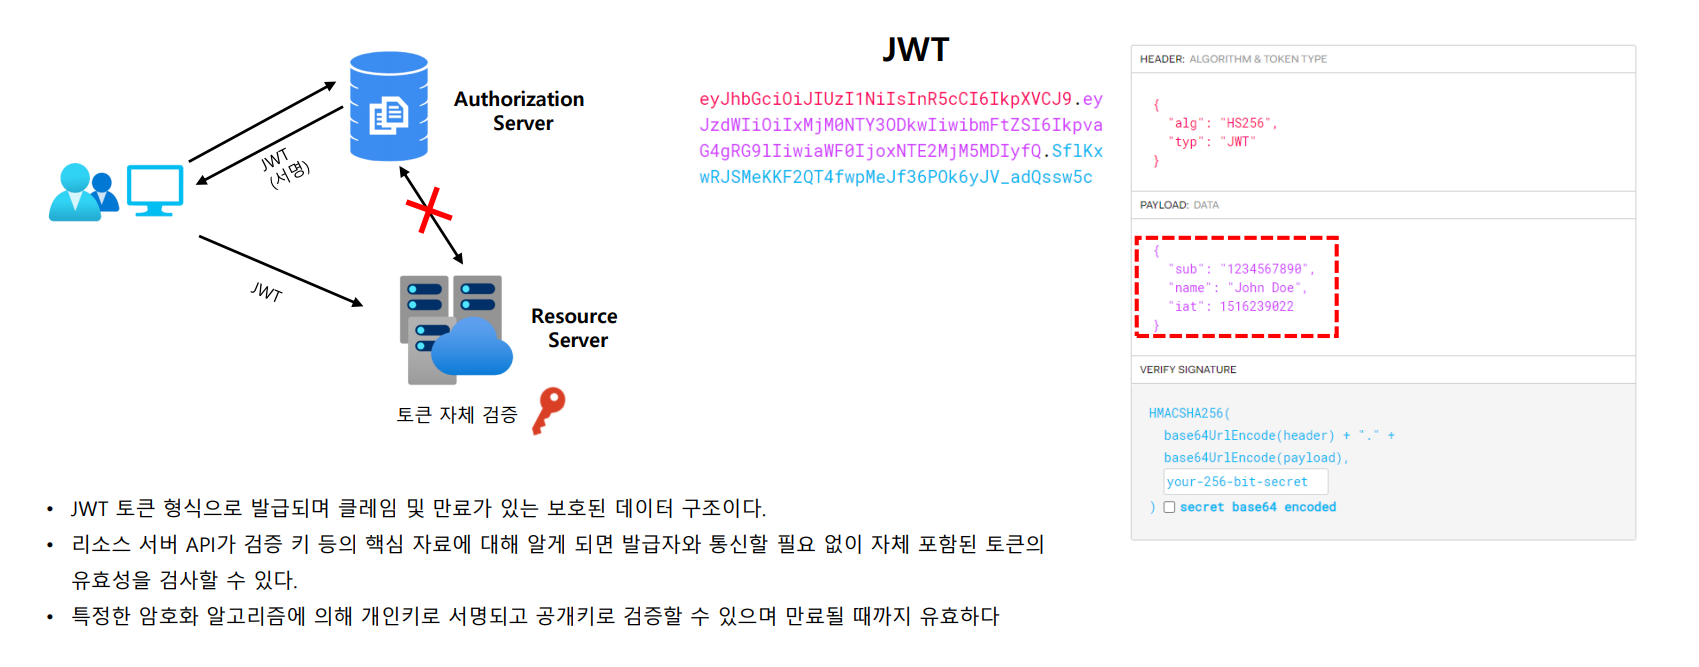 Authorization
Server
JWT
(서명)
JWT
Resource
Server
토큰 자체 검증
JWT
eyJhbGciOiJIUzI1NiIsInR5cCI6IkpXVCJ9.ey
JzdWIiOiIxMjM0NTY3ODkwIiwibmFtZSI6Ikpva
G4gRG9lIiwiaWF0IjoxNTE2MjM5MDIyfQ.SflKx
wRJSMeKKF2QT4fwpMeJf36POk6yJV_adQssw5c
HEADER: ALGORITHM & TOKEN TYPE
{
"alg": "HS256",
"typ": "JWT"
}
PAYLOAD: DATA
{
"sub": "1234567890",
"name": "John Doe",
"iat": 1516239022
}
VERIFY SIGNATURE
HMACSHA256(
base64UrlEncode(header) + "." +
base64UrlEncode(payload),
your-256-bit-secret
) secret base64 encoded
• JWT 토큰 형식으로 발급되며 클레임 및 만료가 있는 보호된 데이터 구조이다.
• 리소스 서버 API가 검증 키 등의 핵심 자료에 대해 알게 되면 발급자와 통신할 필요 없이 자체 포함된 토큰의
유효성을 검사할 수 있다.
• 특정한 암호화 알고리즘에 의해 개인키로 서명되고 공개키로 검증할 수 있으며 만료될 때까지 유효하다